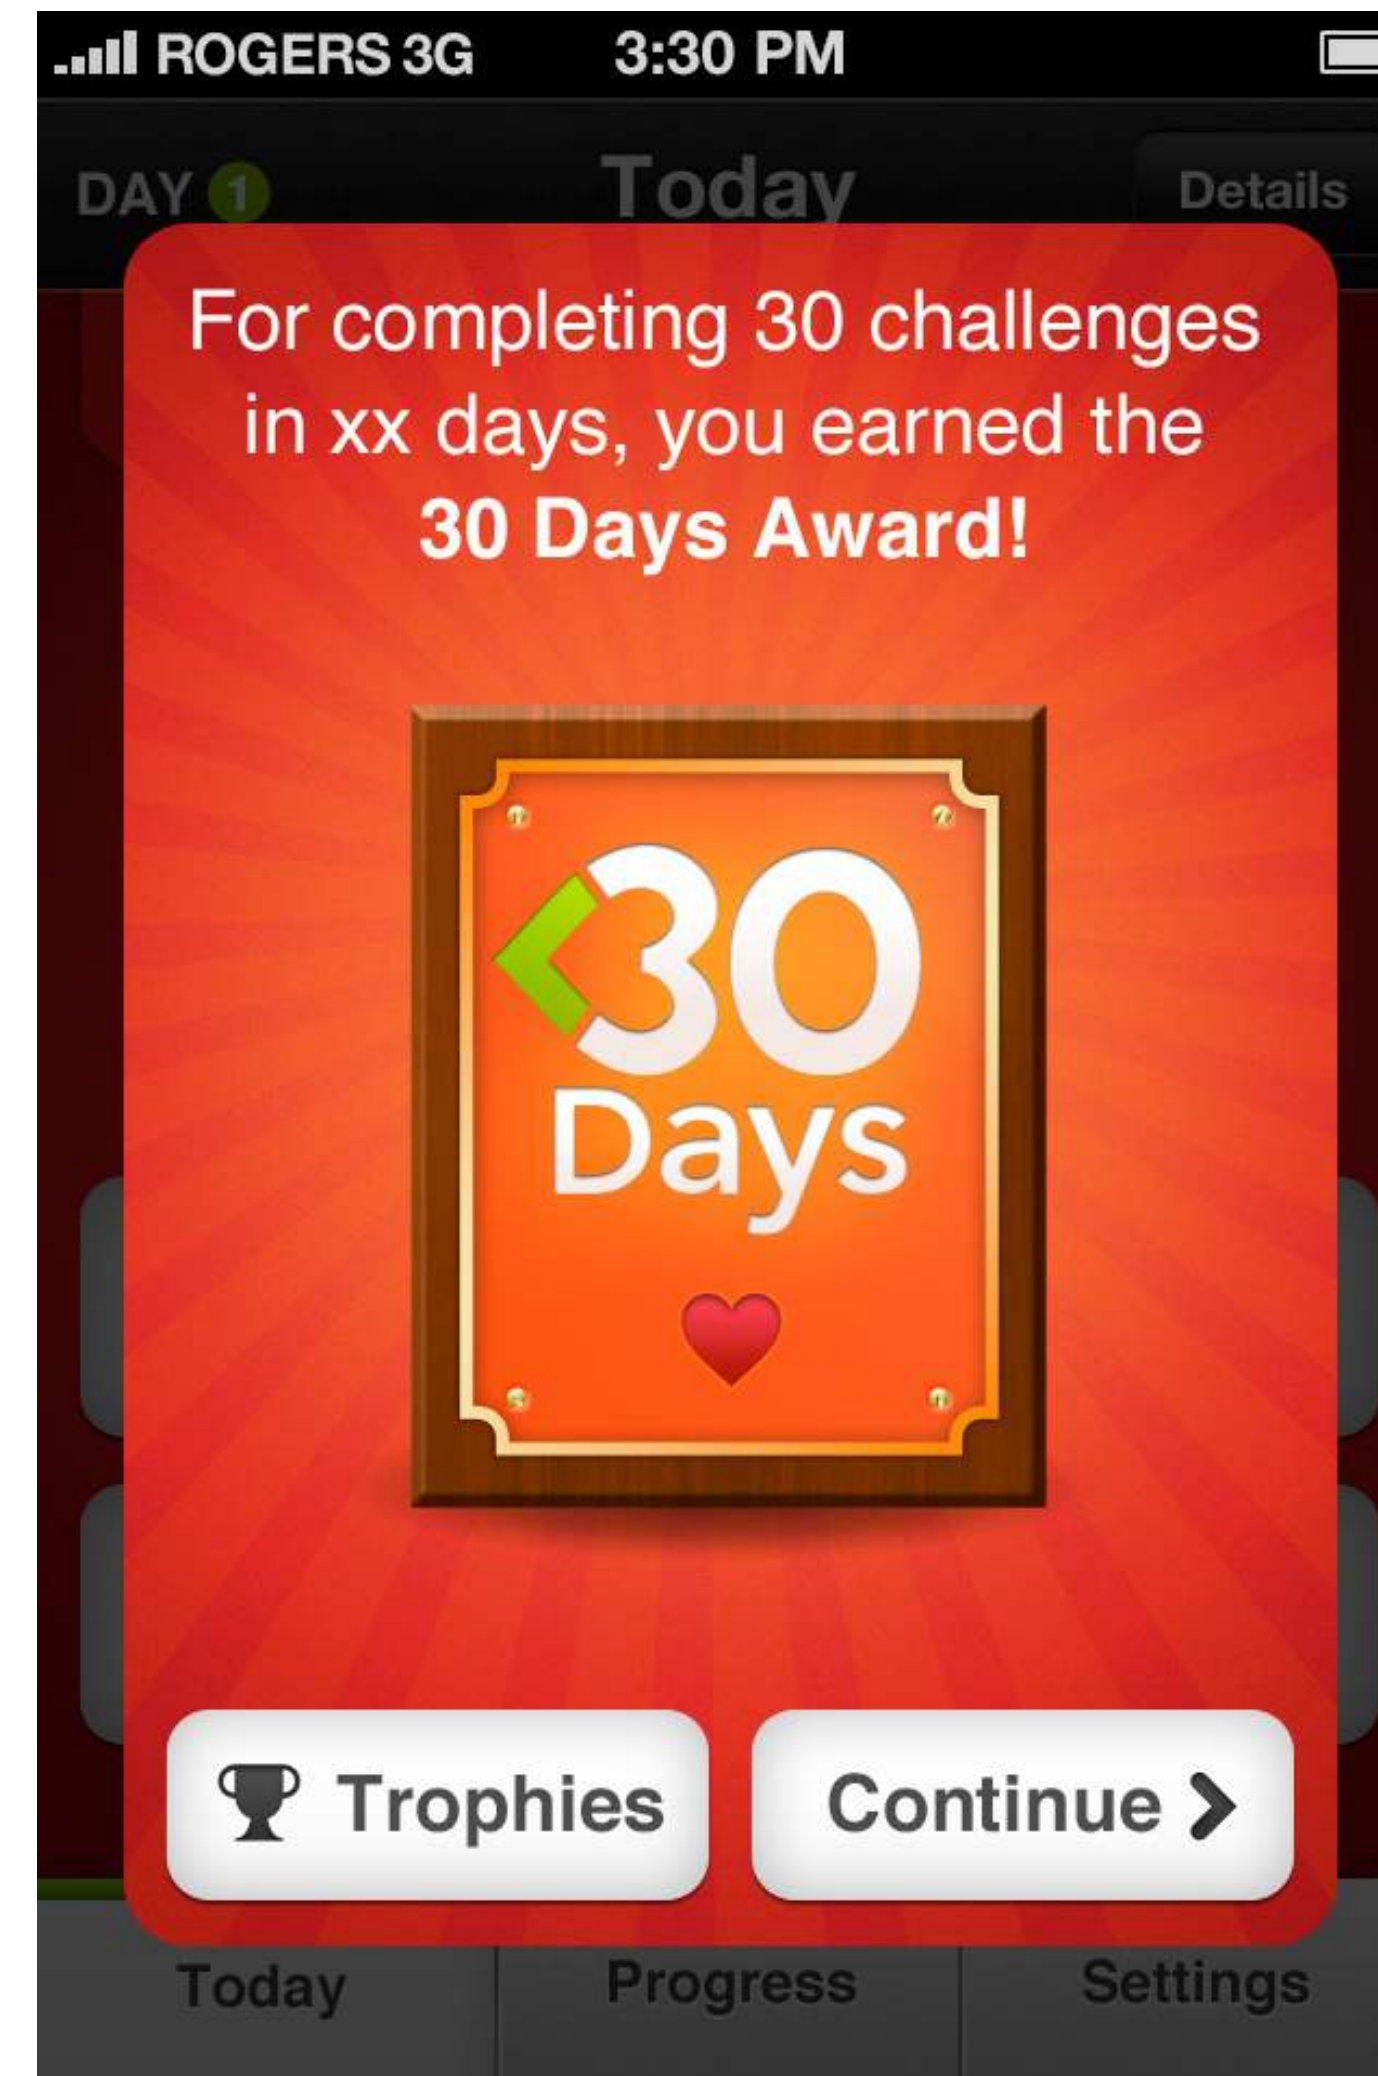 ROGERS 3G 3:30 PM
DAY 1 Today Details
For completing 30 challenges
in xx days, you earned the
30 Days Award!
<30
Days
Trophies Continue
Today Progress Settings